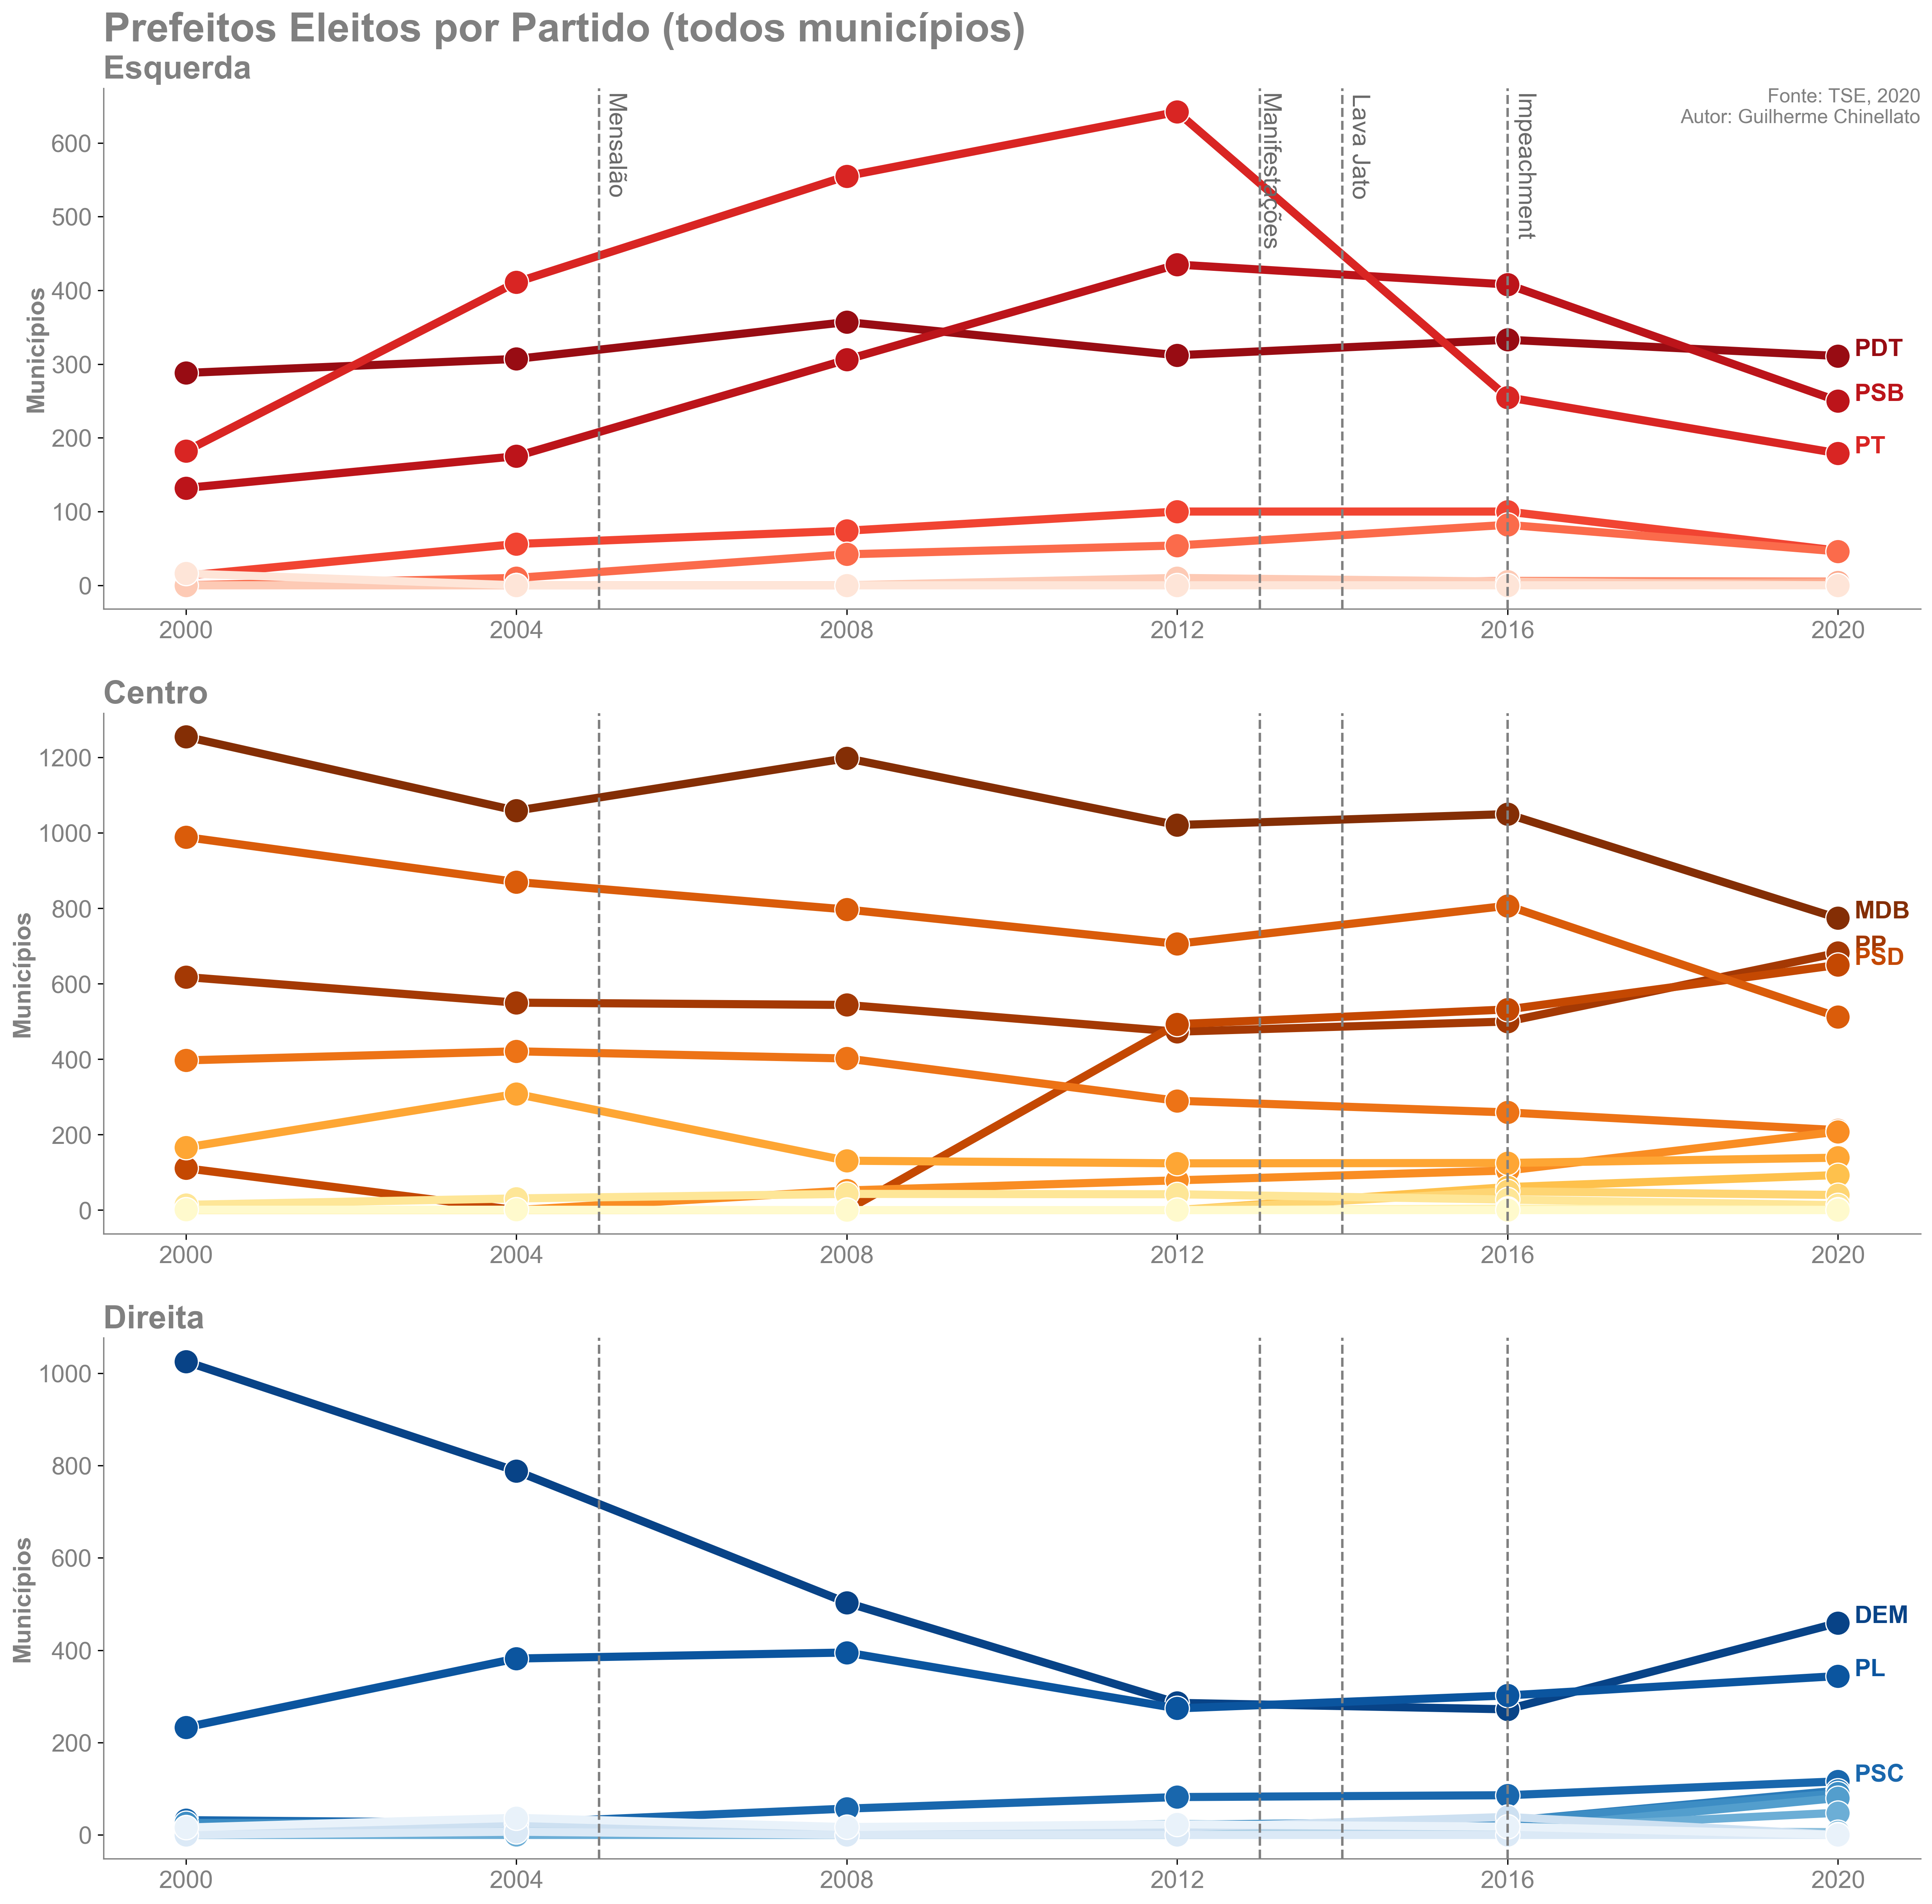 Prefeitos Eleitos por Partido (todos municípios)
Esquerda
Fonte: TSE, 2020
Autor: Guilherme Chinellato
Mensalão
Manifestações
Lava Jato
Impeachment
Municípios
600
500
400
300
200
100
0
PDT
PSB
PT
2000 2004 2008 2012 2016 2020
Centro
Municípios
1200
1000
800
600
400
200
0
MDB
PP
PSD
2000 2004 2008 2012 2016 2020
Direita
Municípios
1000
800
600
400
200
0
DEM
PL
PSC
2000 2004 2008 2012 2016 2020